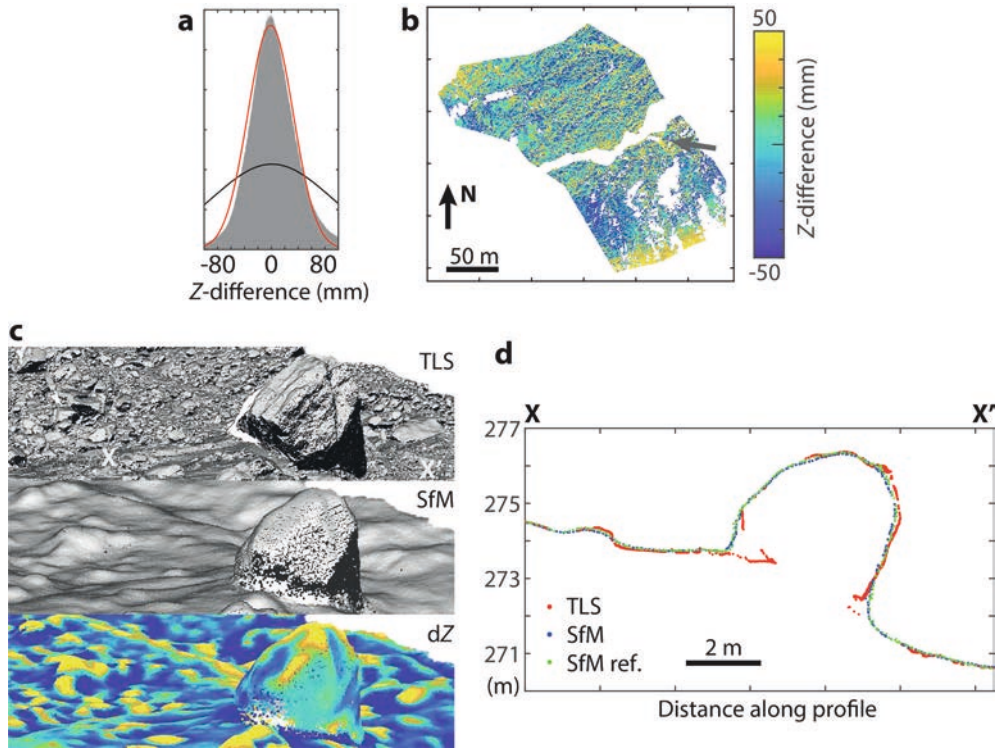 a
-80 0 80
Z-difference (mm)
b
N
50 m
50
-50
Z-difference (mm)
c
TLS
X
X'
SfM
dZ
d
X X'
277
275
273
271
(m)
TLS
SfM
SfM ref.
2 m
Distance along profile